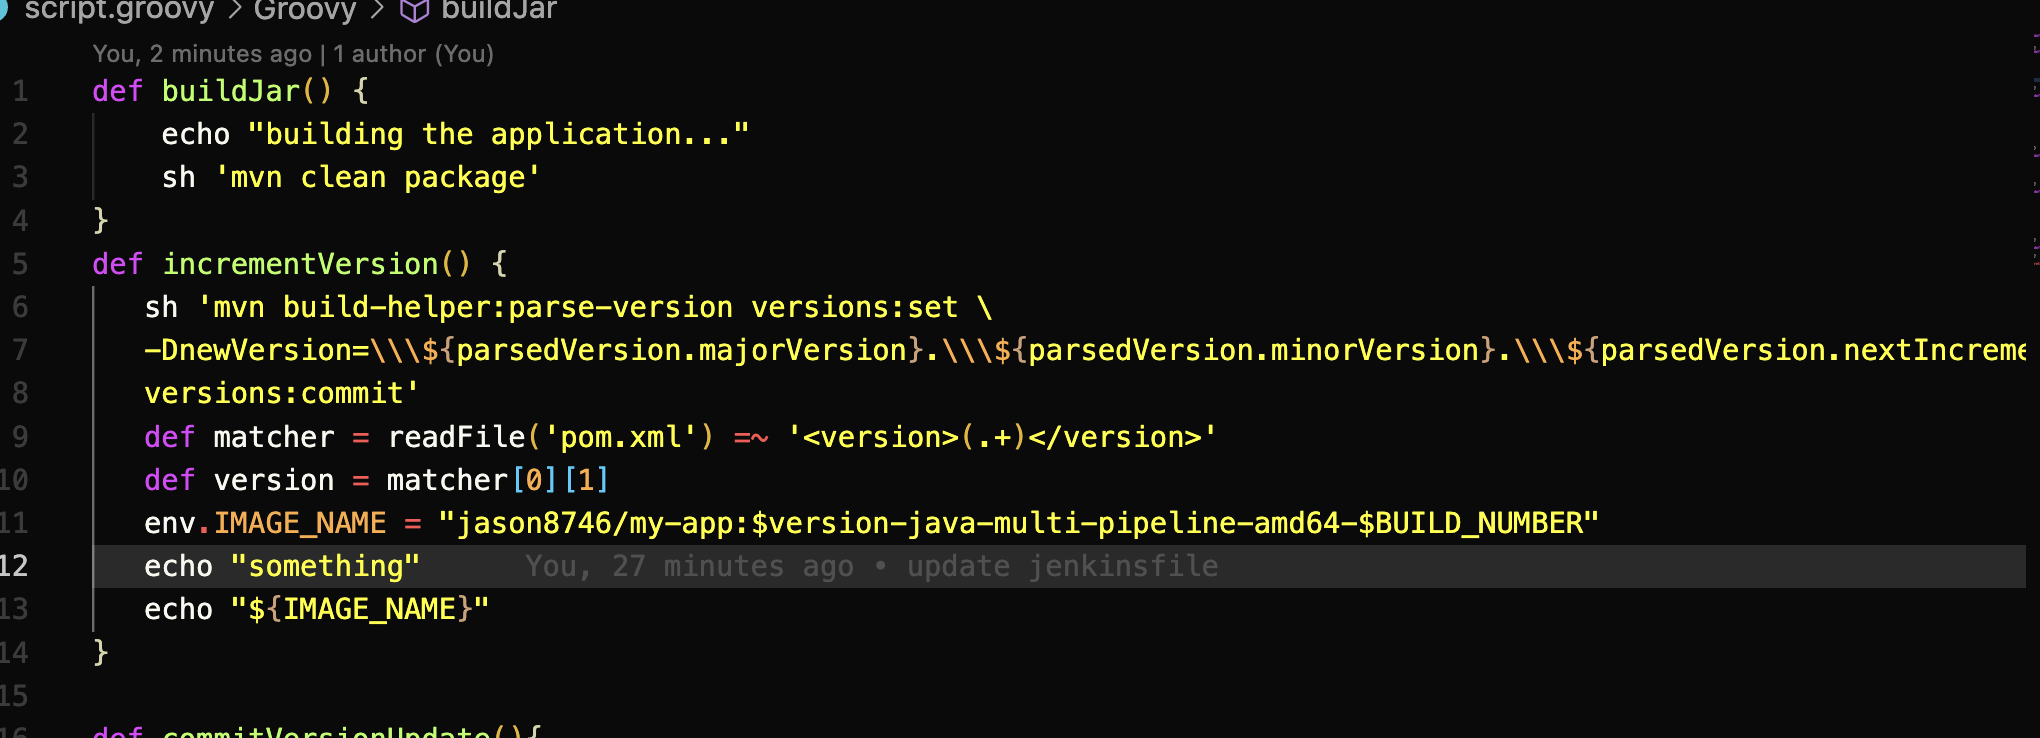 script.groovy > Groovy > buildJar
You, 2 minutes ago | 1 author (You)
1 def buildJar() {
2 echo "building the application..."
3 sh 'mvn clean package'
4 }
5 def incrementVersion() {
6 sh 'mvn build-helper:parse-version versions:set \
7 -DnewVersion=\\\${parsedVersion.majorVersion}.\\\${parsedVersion.minorVersion}.\\\${parsedVersion.nextIncreme
8 versions:commit'
9 def matcher = readFile('pom.xml') =~ '<version>(.+)</version>'
10 def version = matcher[0][1]
11 env.IMAGE_NAME = "jason8746/my-app:$version-java-multi-pipeline-amd64-$BUILD_NUMBER"
12 echo "something" You, 27 minutes ago • update jenkinsfile
13 echo "${IMAGE_NAME}"
14 }
15
16 def commitVersionUpdate(){